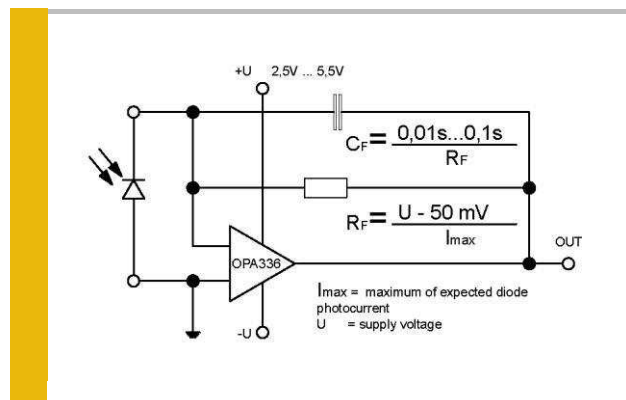 +U 2,5V ... 5,5V
CF= 0,01s...0,1s
RF
RF= U - 50 mV
Imax
OUT
OPA336
Imax = maximum of expected diode
photocurrent
U = supply voltage
-U